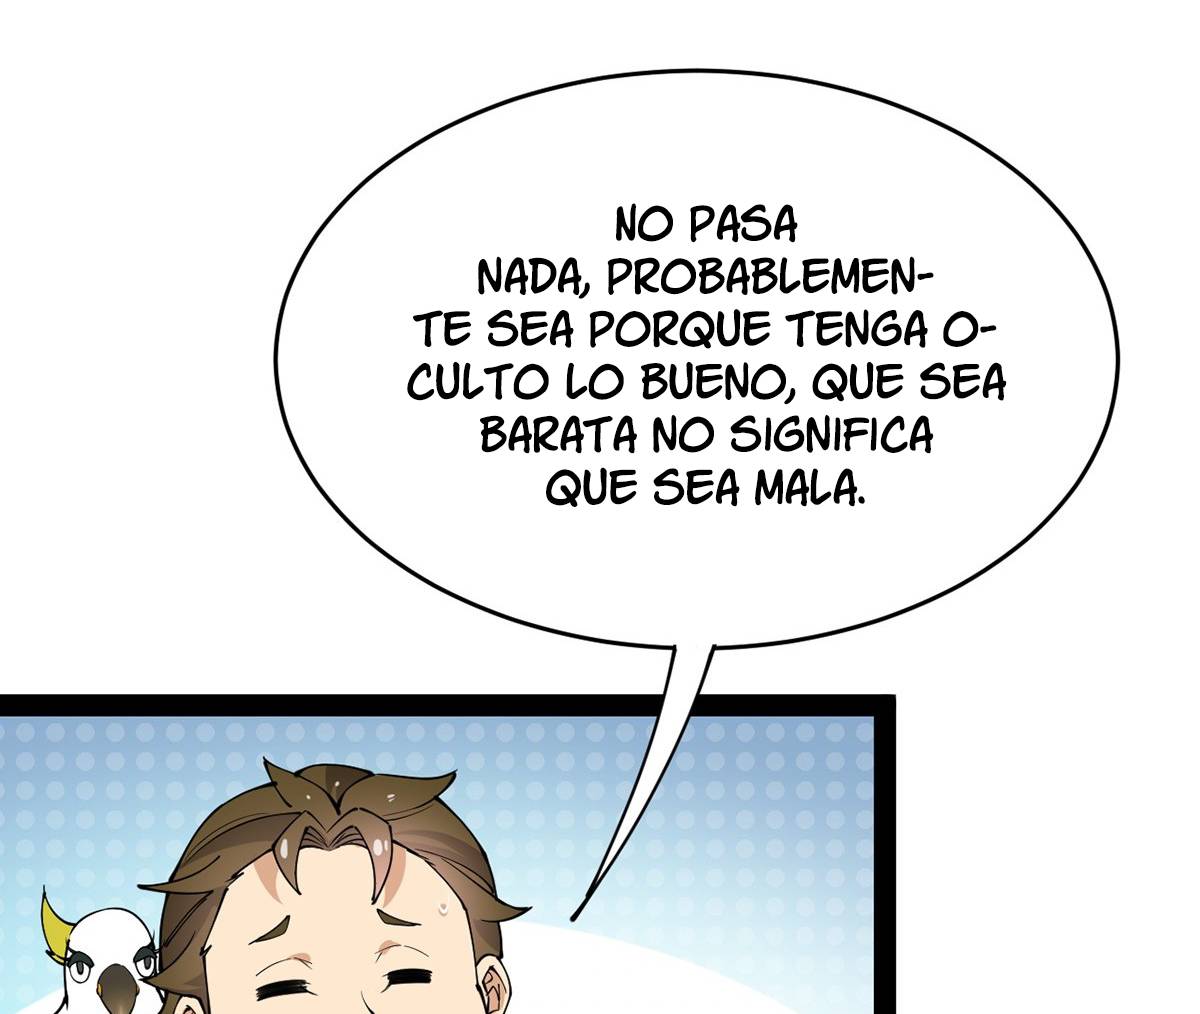 NO PASA
NADA, PROBABLEMEN-
TE SEA PORQUE TENGA O-
CULTO LO BUENO, QUE SEA
BARATA NO SIGNIFICA
QUE SEA MALA.